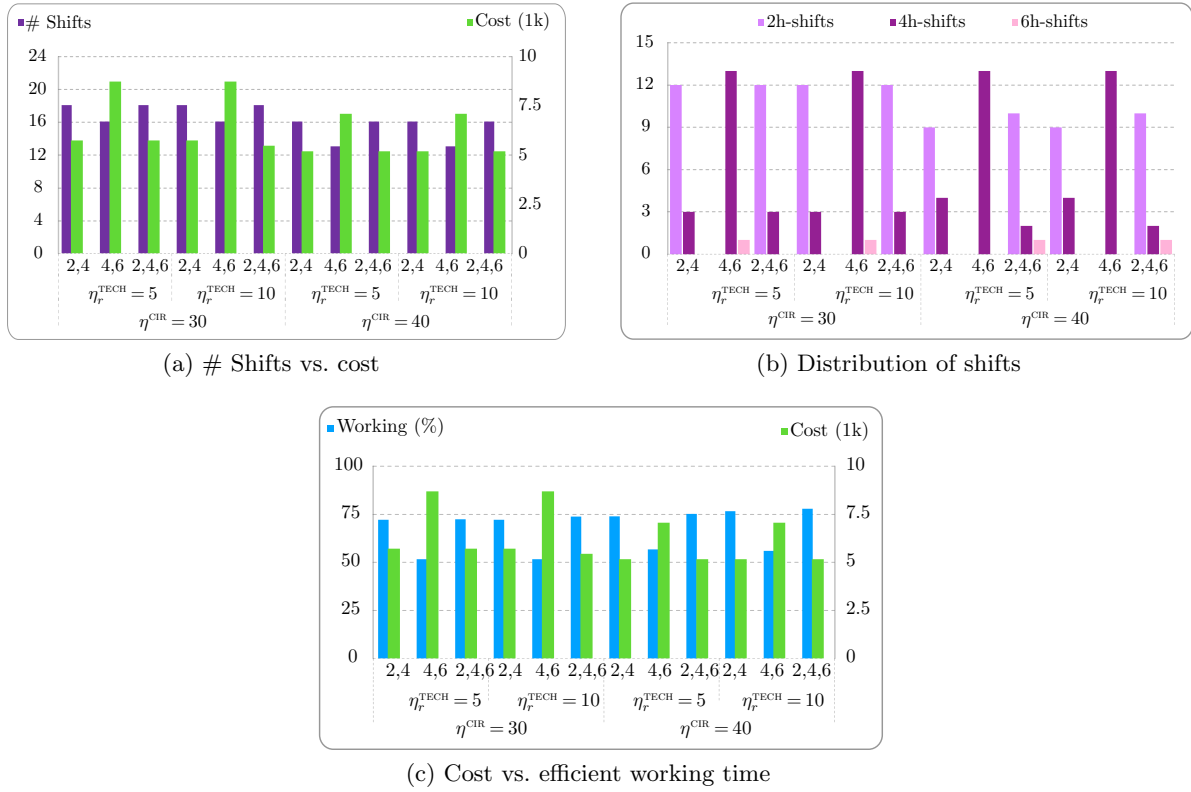 # Shifts Cost (1k)
24 10
20
7.5
16
12 5
8
2.5
4
0 0
2,4 4,6 2,4,6 2,4 4,6 2,4,6 2,4 4,6 2,4,6 2,4 4,6 2,4,6
η_r^TECH = 5 η_r^TECH = 10 η_r^TECH = 5 η_r^TECH = 10
η^CIR = 30 η^CIR = 40
(a) # Shifts vs. cost
2h-shifts 4h-shifts 6h-shifts
15
12
9
6
3
0
2,4 4,6 2,4,6 2,4 4,6 2,4,6 2,4 4,6 2,4,6 2,4 4,6 2,4,6
η_r^TECH = 5 η_r^TECH = 10 η_r^TECH = 5 η_r^TECH = 10
η^CIR = 30 η^CIR = 40
(b) Distribution of shifts
Working (%) Cost (1k)
100 10
75 7.5
50 5
25 2.5
0 0
2,4 4,6 2,4,6 2,4 4,6 2,4,6 2,4 4,6 2,4,6 2,4 4,6 2,4,6
η_r^TECH = 5 η_r^TECH = 10 η_r^TECH = 5 η_r^TECH = 10
η^CIR = 30 η^CIR = 40
(c) Cost vs. efficient working time